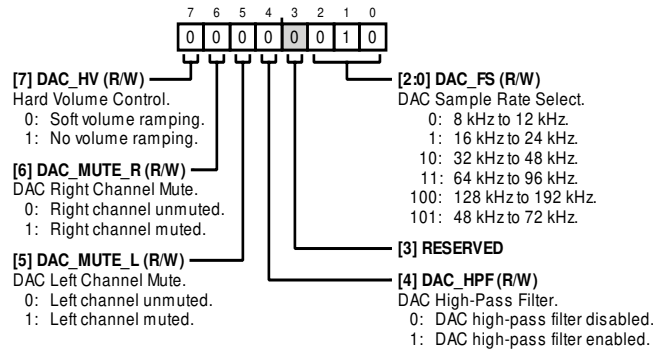 7 6 5 4 3 2 1 0
0 0 0 0 0 0 1 0
[7] DAC_HV (R/W)
Hard Volume Control.
0: Soft volume ramping.
1: No volume ramping.
[6] DAC_MUTE_R (R/W)
DAC Right Channel Mute.
0: Right channel unmuted.
1: Right channel muted.
[5] DAC_MUTE_L (R/W)
DAC Left Channel Mute.
0: Left channel unmuted.
1: Left channel muted.
[2:0] DAC_FS (R/W)
DAC Sample Rate Select.
0: 8 kHz to 12 kHz.
1: 16 kHz to 24 kHz.
10: 32 kHz to 48 kHz.
11: 64 kHz to 96 kHz.
100: 128 kHz to 192 kHz.
101: 48 kHz to 72 kHz.
[3] RESERVED
[4] DAC_HPF (R/W)
DAC High-Pass Filter.
0: DAC high-pass filter disabled.
1: DAC high-pass filter enabled.